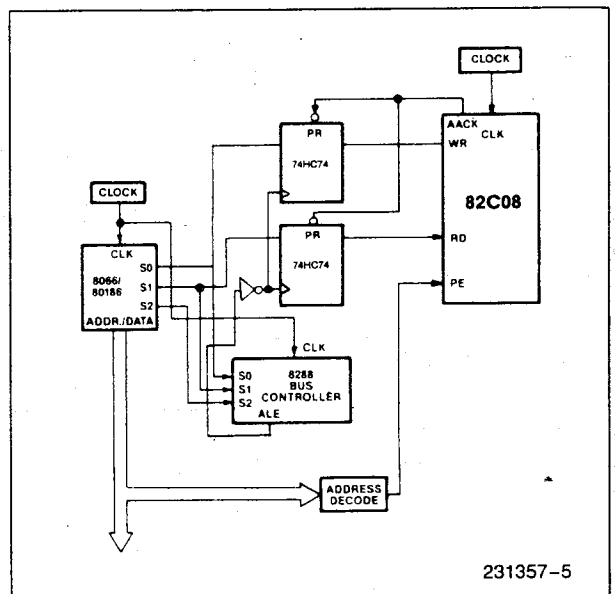 CLOCK
AACK
CLK
WR
82C08
RD
PE
PR
74HC74
PR
74HC74
CLOCK
CLK
S0
8066/
80186
S1
S2
ADDR./DATA
CLK
8288
BUS
CONTROLLER
S0
S1
S2
ALE
ADDRESS
DECODE
231357-5